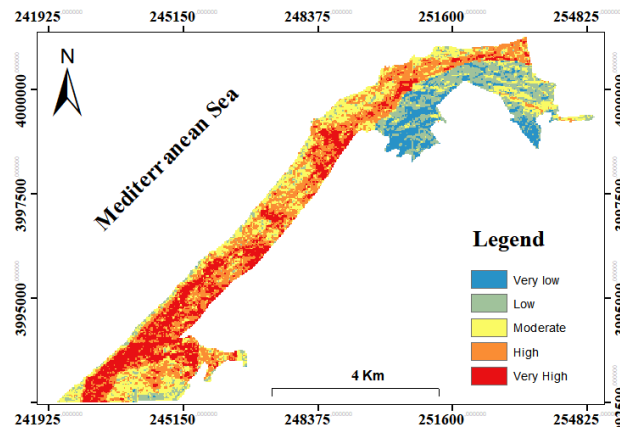 241925 245150 248375 251600 254825
N
4000000
Mediterranean Sea
3997500
Legend
Very low
3995000
Low
Moderate
High
4 Km
Very High
241925 245150 248375 251600 254825